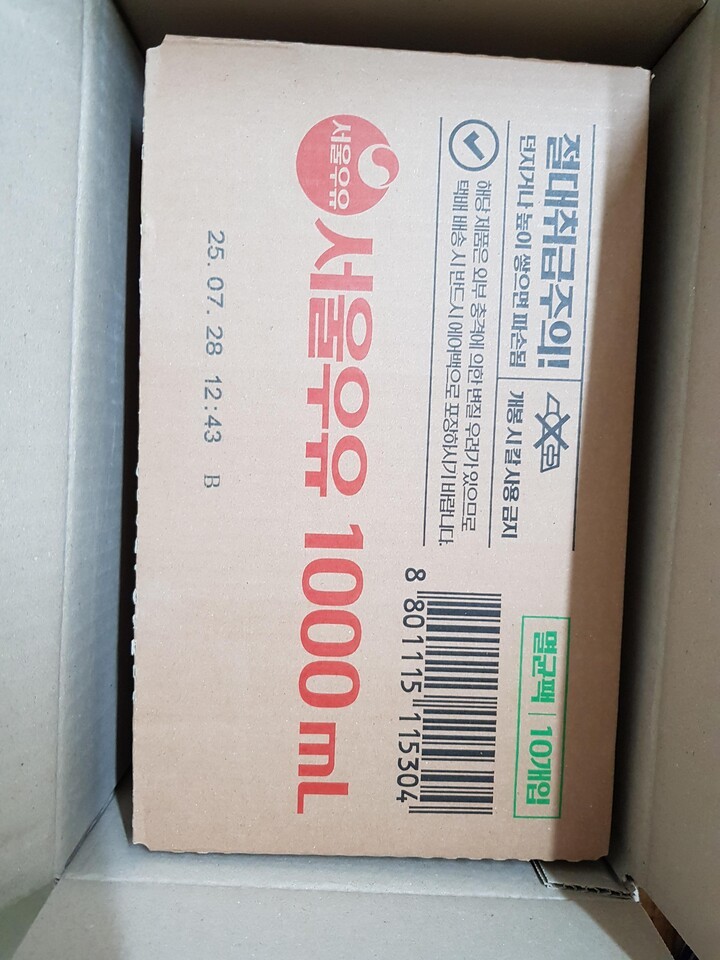 절대취급주의!
던지거나 높이 쌓으면 파손됨
개봉 시 칼 사용 금지
해당 제품은 외부 충격에 의한 변질 우려가 있으므로
택배 배송 시 반드시 에어백으로 포장하시기 바랍니다.
멸균팩 | 10개입
서울우유
서울우유 1000 mL
8 801115 115304
25.07.28 12:43 B